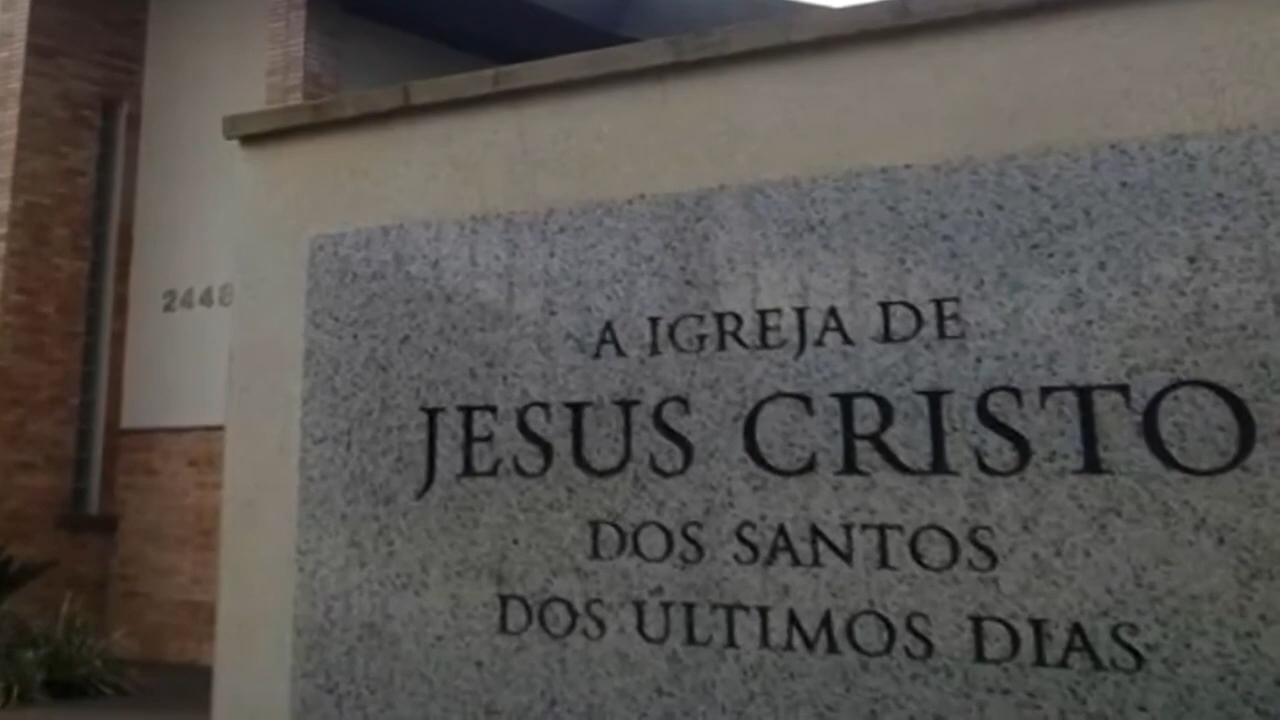 2448
A IGREJA DE
JESUS CRISTO
DOS SANTOS
DOS ÚLTIMOS DIAS